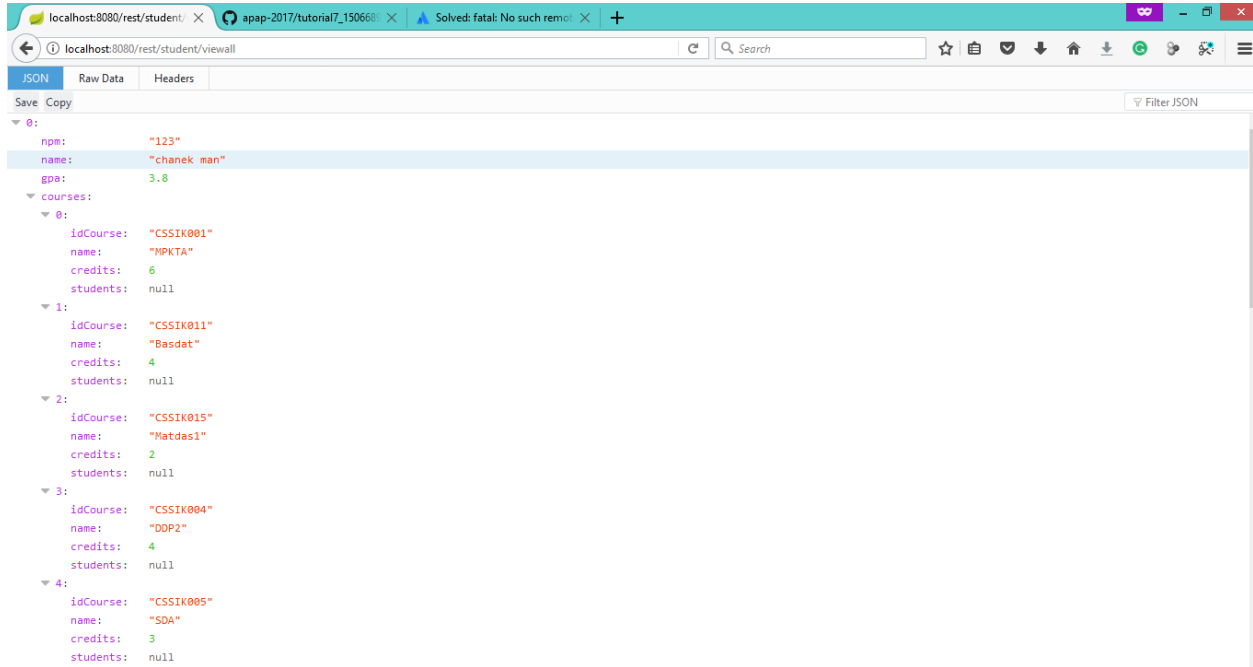 localhost:8080/rest/student/
apap-2017/tutorial7_150668
Solved: fatal: No such remot
localhost:8080/rest/student/viewall
Search
JSON Raw Data Headers
Save Copy
Filter JSON
0:
npm: "123"
name: "chanek man"
gpa: 3.8
courses:
0:
idCourse: "CSSIK001"
name: "MPKTA"
credits: 6
students: null
1:
idCourse: "CSSIK011"
name: "Basdat"
credits: 4
students: null
2:
idCourse: "CSSIK015"
name: "Matdas1"
credits: 2
students: null
3:
idCourse: "CSSIK004"
name: "DDP2"
credits: 4
students: null
4:
idCourse: "CSSIK005"
name: "SDA"
credits: 3
students: null